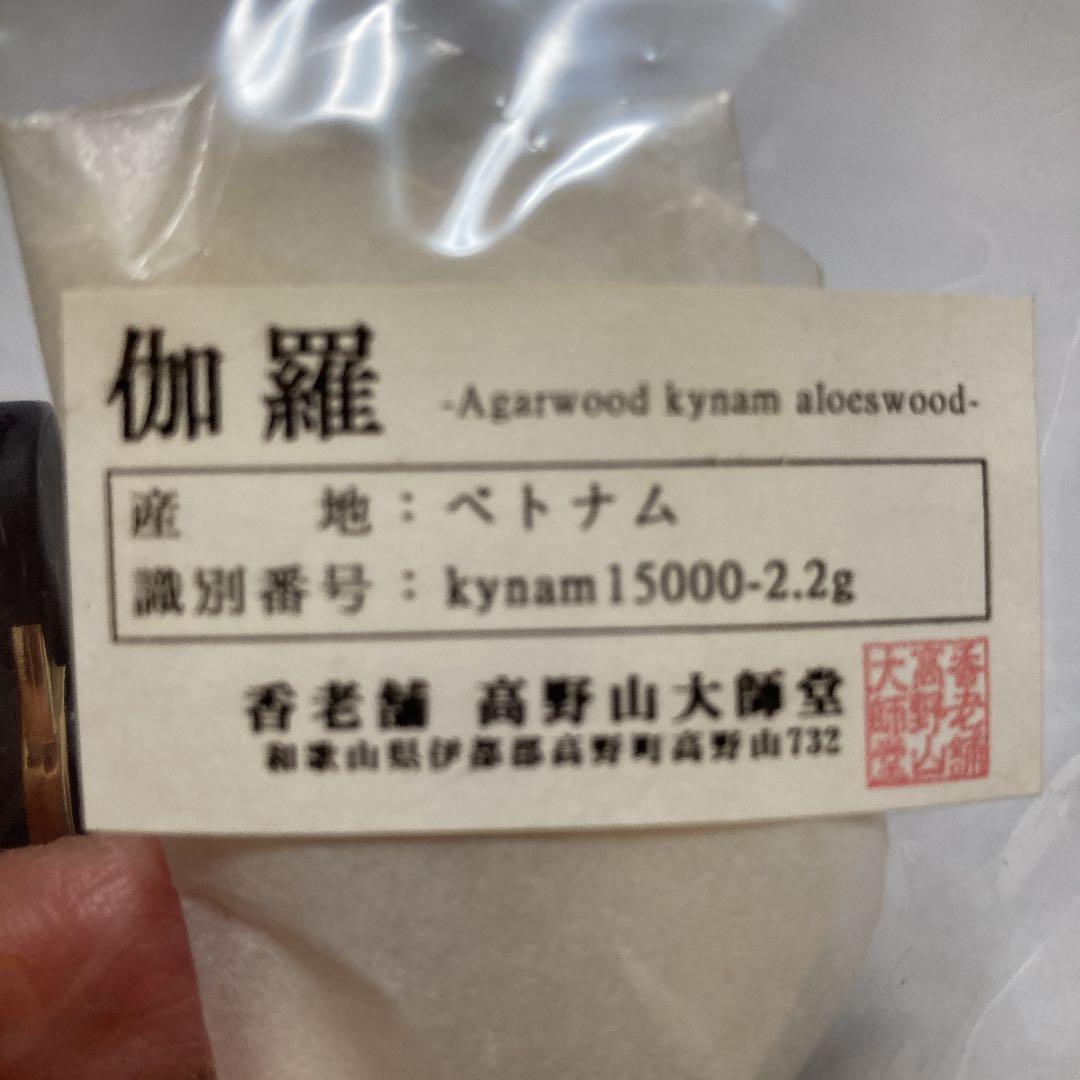 伽羅 -Agarwood kynam aloeswood-
産地：ベトナム
識別番号：kynam15000-2.2g
香老舗 高野山大師堂
和歌山県伊都郡高野町高野山732
香老舗
高野山
大師堂